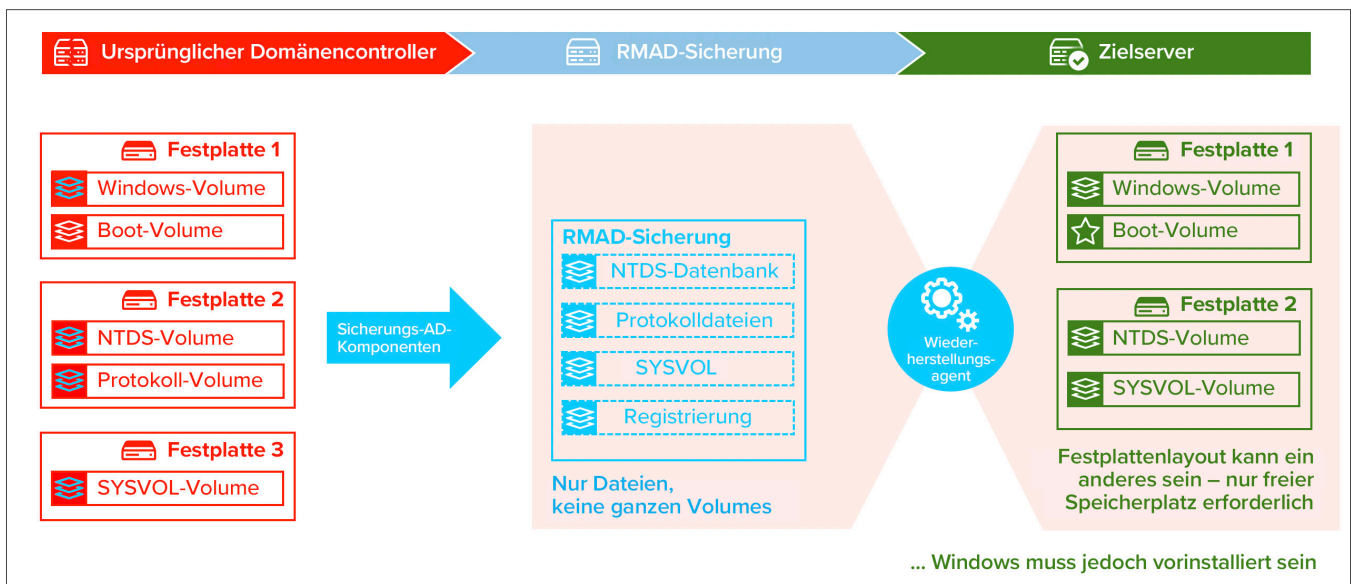 Ursprünglicher Domänencontroller
RMAD-Sicherung
Zielserver
Festplatte 1
Windows-Volume
Boot-Volume
Festplatte 2
NTDS-Volume
Protokoll-Volume
Festplatte 3
SYSVOL-Volume
Sicherungs-AD-
Komponenten
RMAD-Sicherung
NTDS-Datenbank
Protokolldateien
SYSVOL
Registrierung
Nur Dateien,
keine ganzen Volumes
Wieder-
herstellungs-
agent
Festplatte 1
Windows-Volume
Boot-Volume
Festplatte 2
NTDS-Volume
SYSVOL-Volume
Festplattenlayout kann ein
anderes sein – nur freier
Speicherplatz erforderlich
... Windows muss jedoch vorinstalliert sein